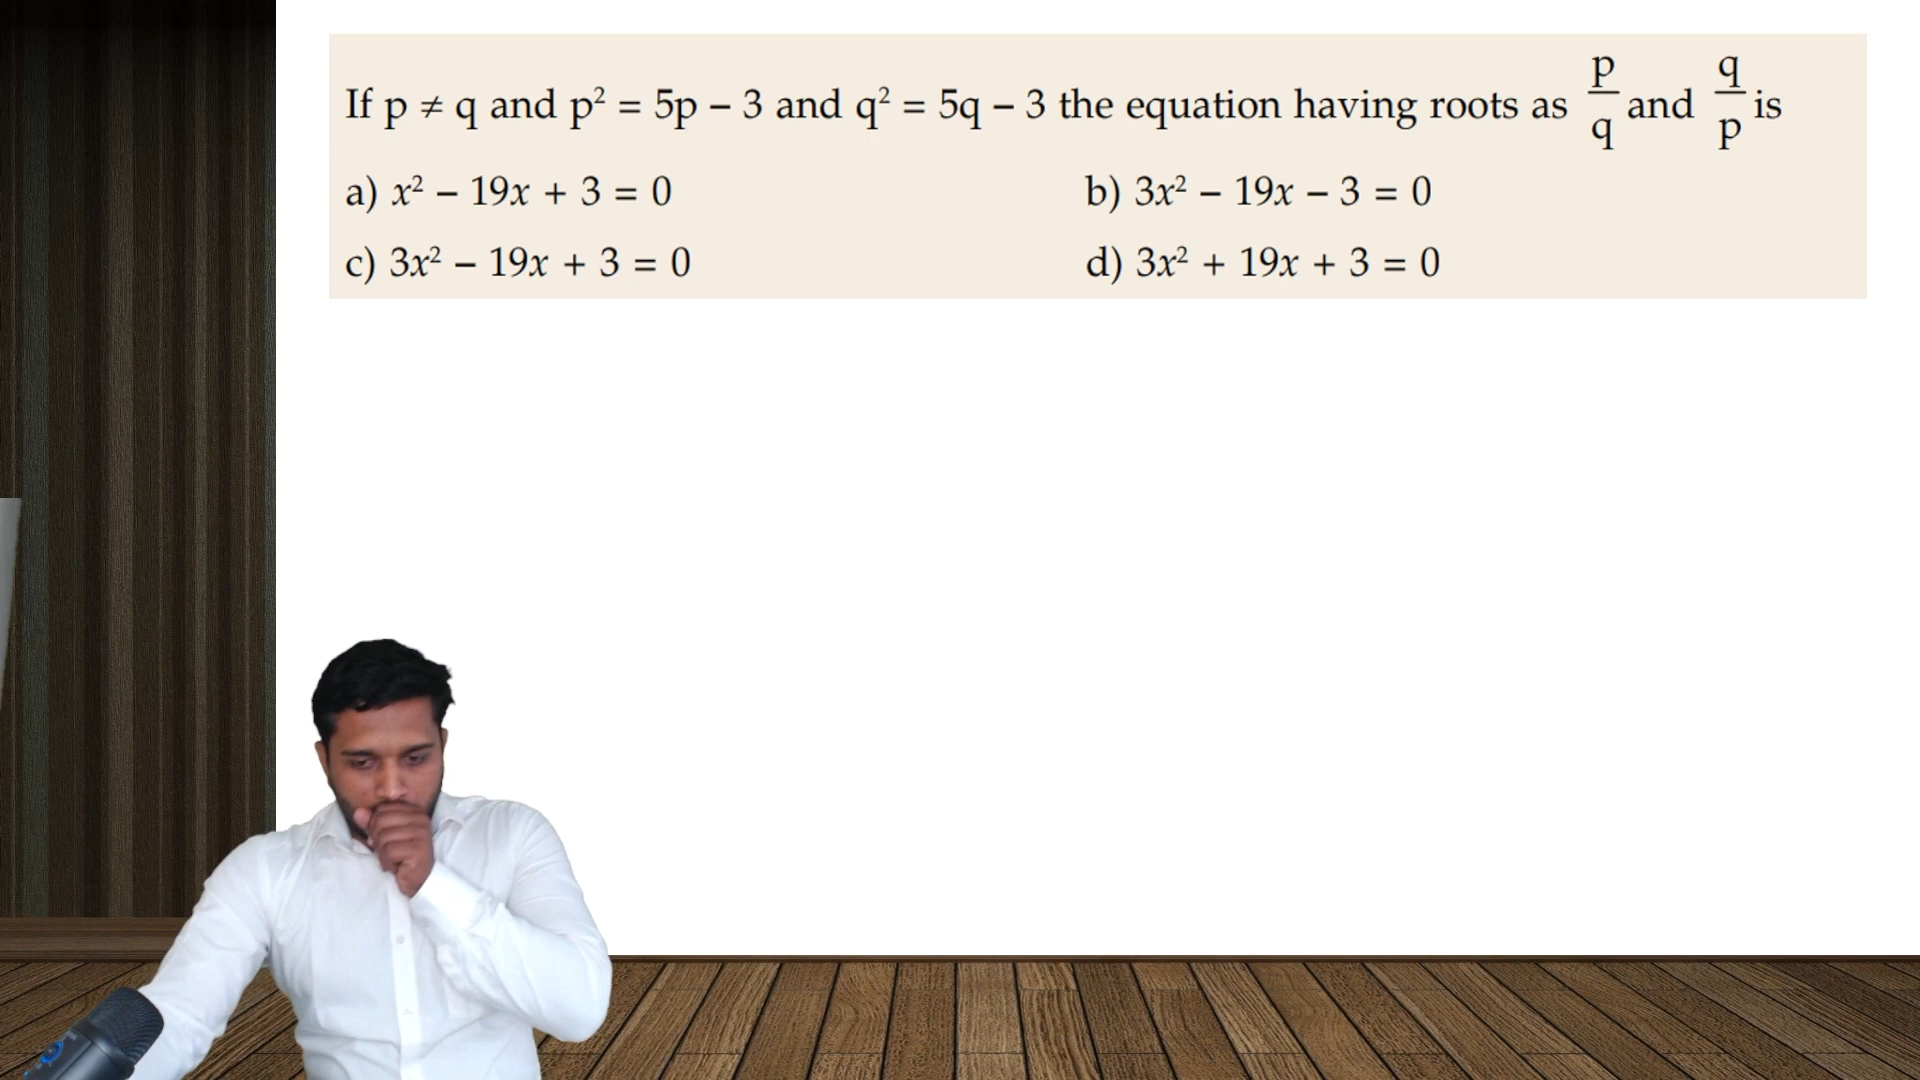 If p ≠ q and p² = 5p – 3 and q² = 5q – 3 the equation having roots as p/q and q/p is
a) x² – 19x + 3 = 0 b) 3x² – 19x – 3 = 0
c) 3x² – 19x + 3 = 0 d) 3x² + 19x + 3 = 0